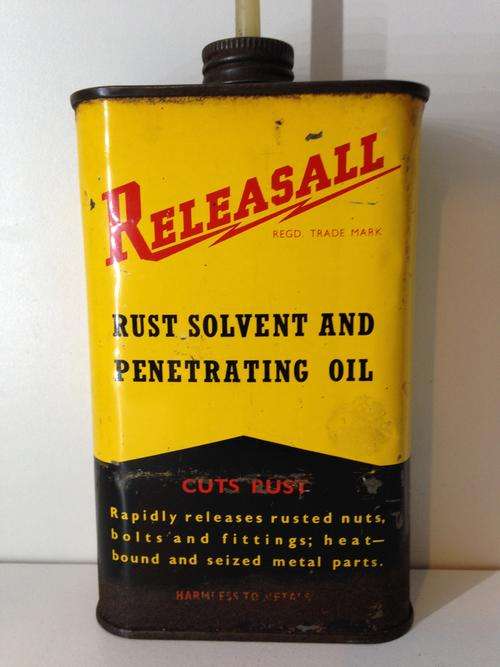 RELEASALL
REGD. TRADE MARK
RUST SOLVENT AND
PENETRATING OIL
CUTS RUST
Rapidly releases rusted nuts,
bolts and fittings; heat—
bound and seized metal parts.
HARMLESS TO METALS